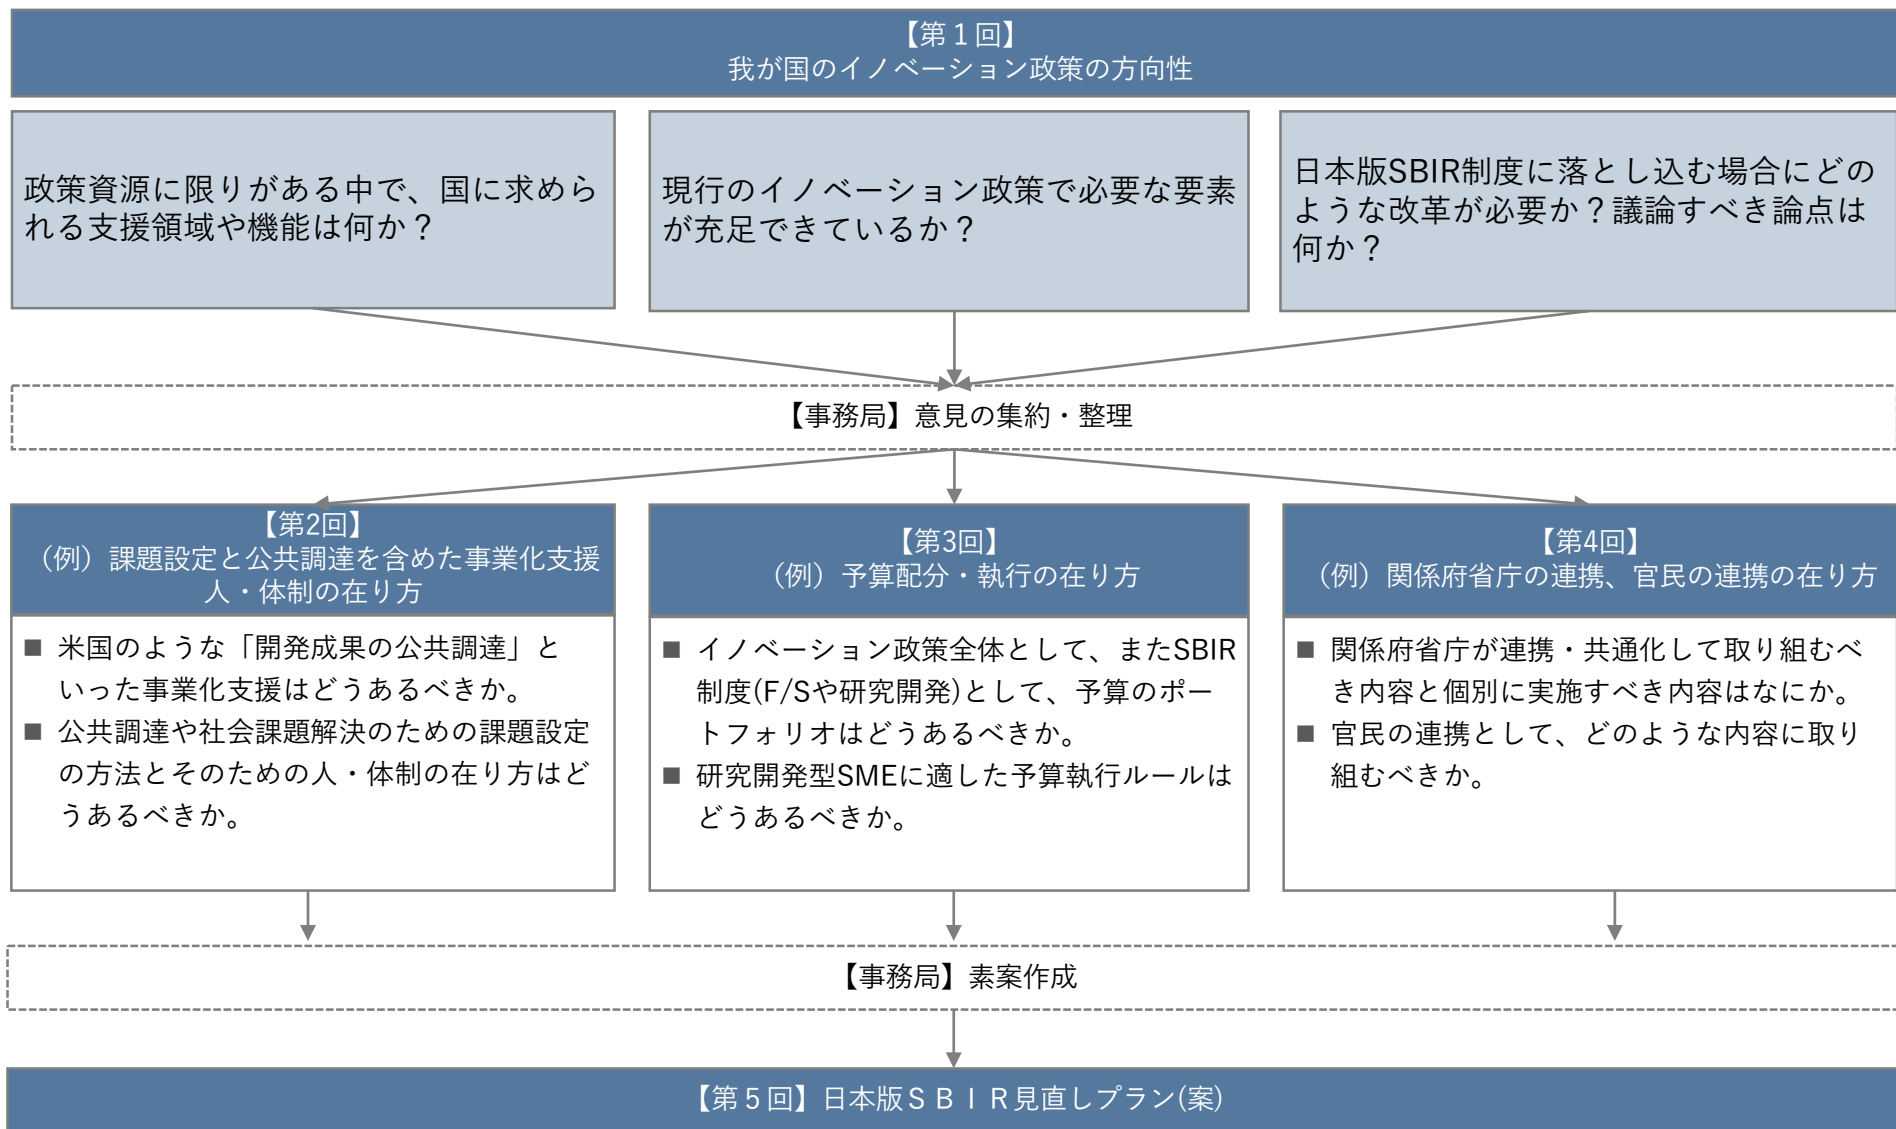 【第１回】
我が国のイノベーション政策の方向性
政策資源に限りがある中で、国に求めら
れる支援領域や機能は何か？
現行のイノベーション政策で必要な要素
が充足できているか？
日本版SBIR制度に落とし込む場合にどの
ような改革が必要か？議論すべき論点は
何か？
【事務局】意見の集約・整理
【第2回】
（例）課題設定と公共調達を含めた事業化支援
人・体制の在り方
■ 米国のような「開発成果の公共調達」と
いった事業化支援はどうあるべきか。
■ 公共調達や社会課題解決のための課題設定
の方法とそのための人・体制の在り方はど
うあるべきか。
【第3回】
（例）予算配分・執行の在り方
■ イノベーション政策全体として、またSBIR
制度(F/Sや研究開発)として、予算のポー
トフォリオはどうあるべきか。
■ 研究開発型SMEに適した予算執行ルールは
どうあるべきか。
【第4回】
（例）関係府省庁の連携、官民の連携の在り方
■ 関係府省庁が連携・共通化して取り組むべ
き内容と個別に実施すべき内容はなにか。
■ 官民の連携として、どのような内容に取り
組むべきか。
【事務局】素案作成
【第５回】日本版ＳＢＩＲ見直しプラン(案)